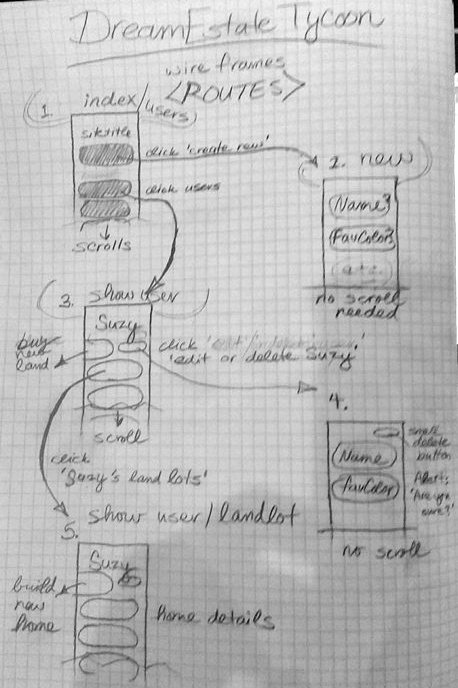 DreamEstate Tycoon
wire frames
<ROUTES>
1. index/users
site title
click 'create new'
click users
scrolls
2. new
(Name?)
(FavColor?)
no scroll
needed
3. show user
Suzy
buy
new
land
click
'edit or delete Suzy'
scroll
click
'Suzy's land lots'
4.
small
delete
button
(Name)
(favColor)
Alert:
'Are you
sure?'
no scroll
5. show user/landlot
Suzy
build
new
home
home details